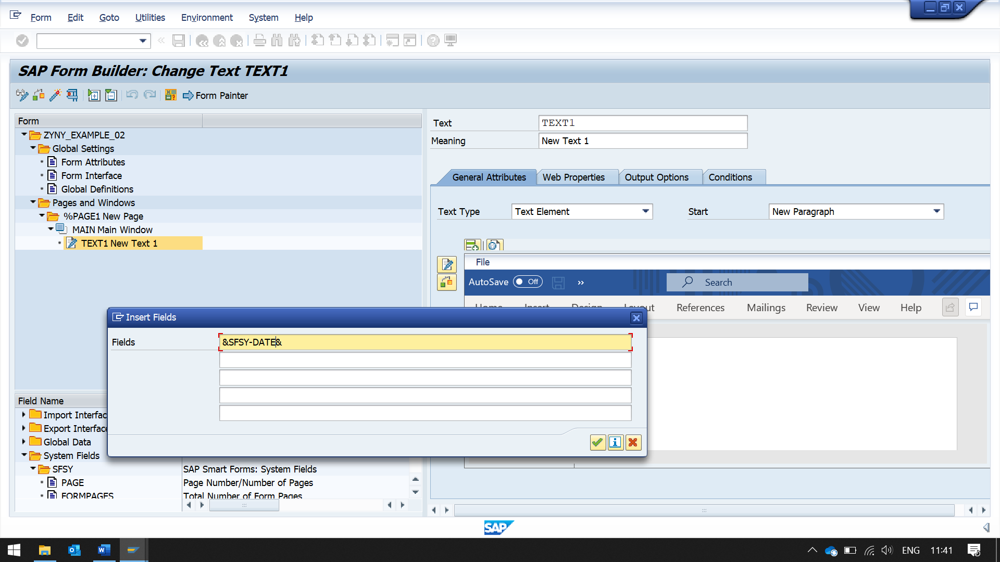 Form Edit Goto Utilities Environment System Help
SAP Form Builder: Change Text TEXT1
Form Painter
Form
ZYNY_EXAMPLE_02
Global Settings
Form Attributes
Form Interface
Global Definitions
Pages and Windows
%PAGE1 New Page
MAIN Main Window
TEXT1 New Text 1
Text TEXT1
Meaning New Text 1
General Attributes Web Properties Output Options Conditions
Text Type Text Element Start New Paragraph
File
AutoSave Off Search
Home Insert Design Layout References Mailings Review View Help
Insert Fields
Fields &SFSY-DATE&
Field Name
Import Interfac
Export Interface
Global Data
System Fields
SFSY SAP Smart Forms: System Fields
PAGE Page Number/Number of Pages
FORMPAGES Total Number of Form Pages
SAP
ENG 11:41